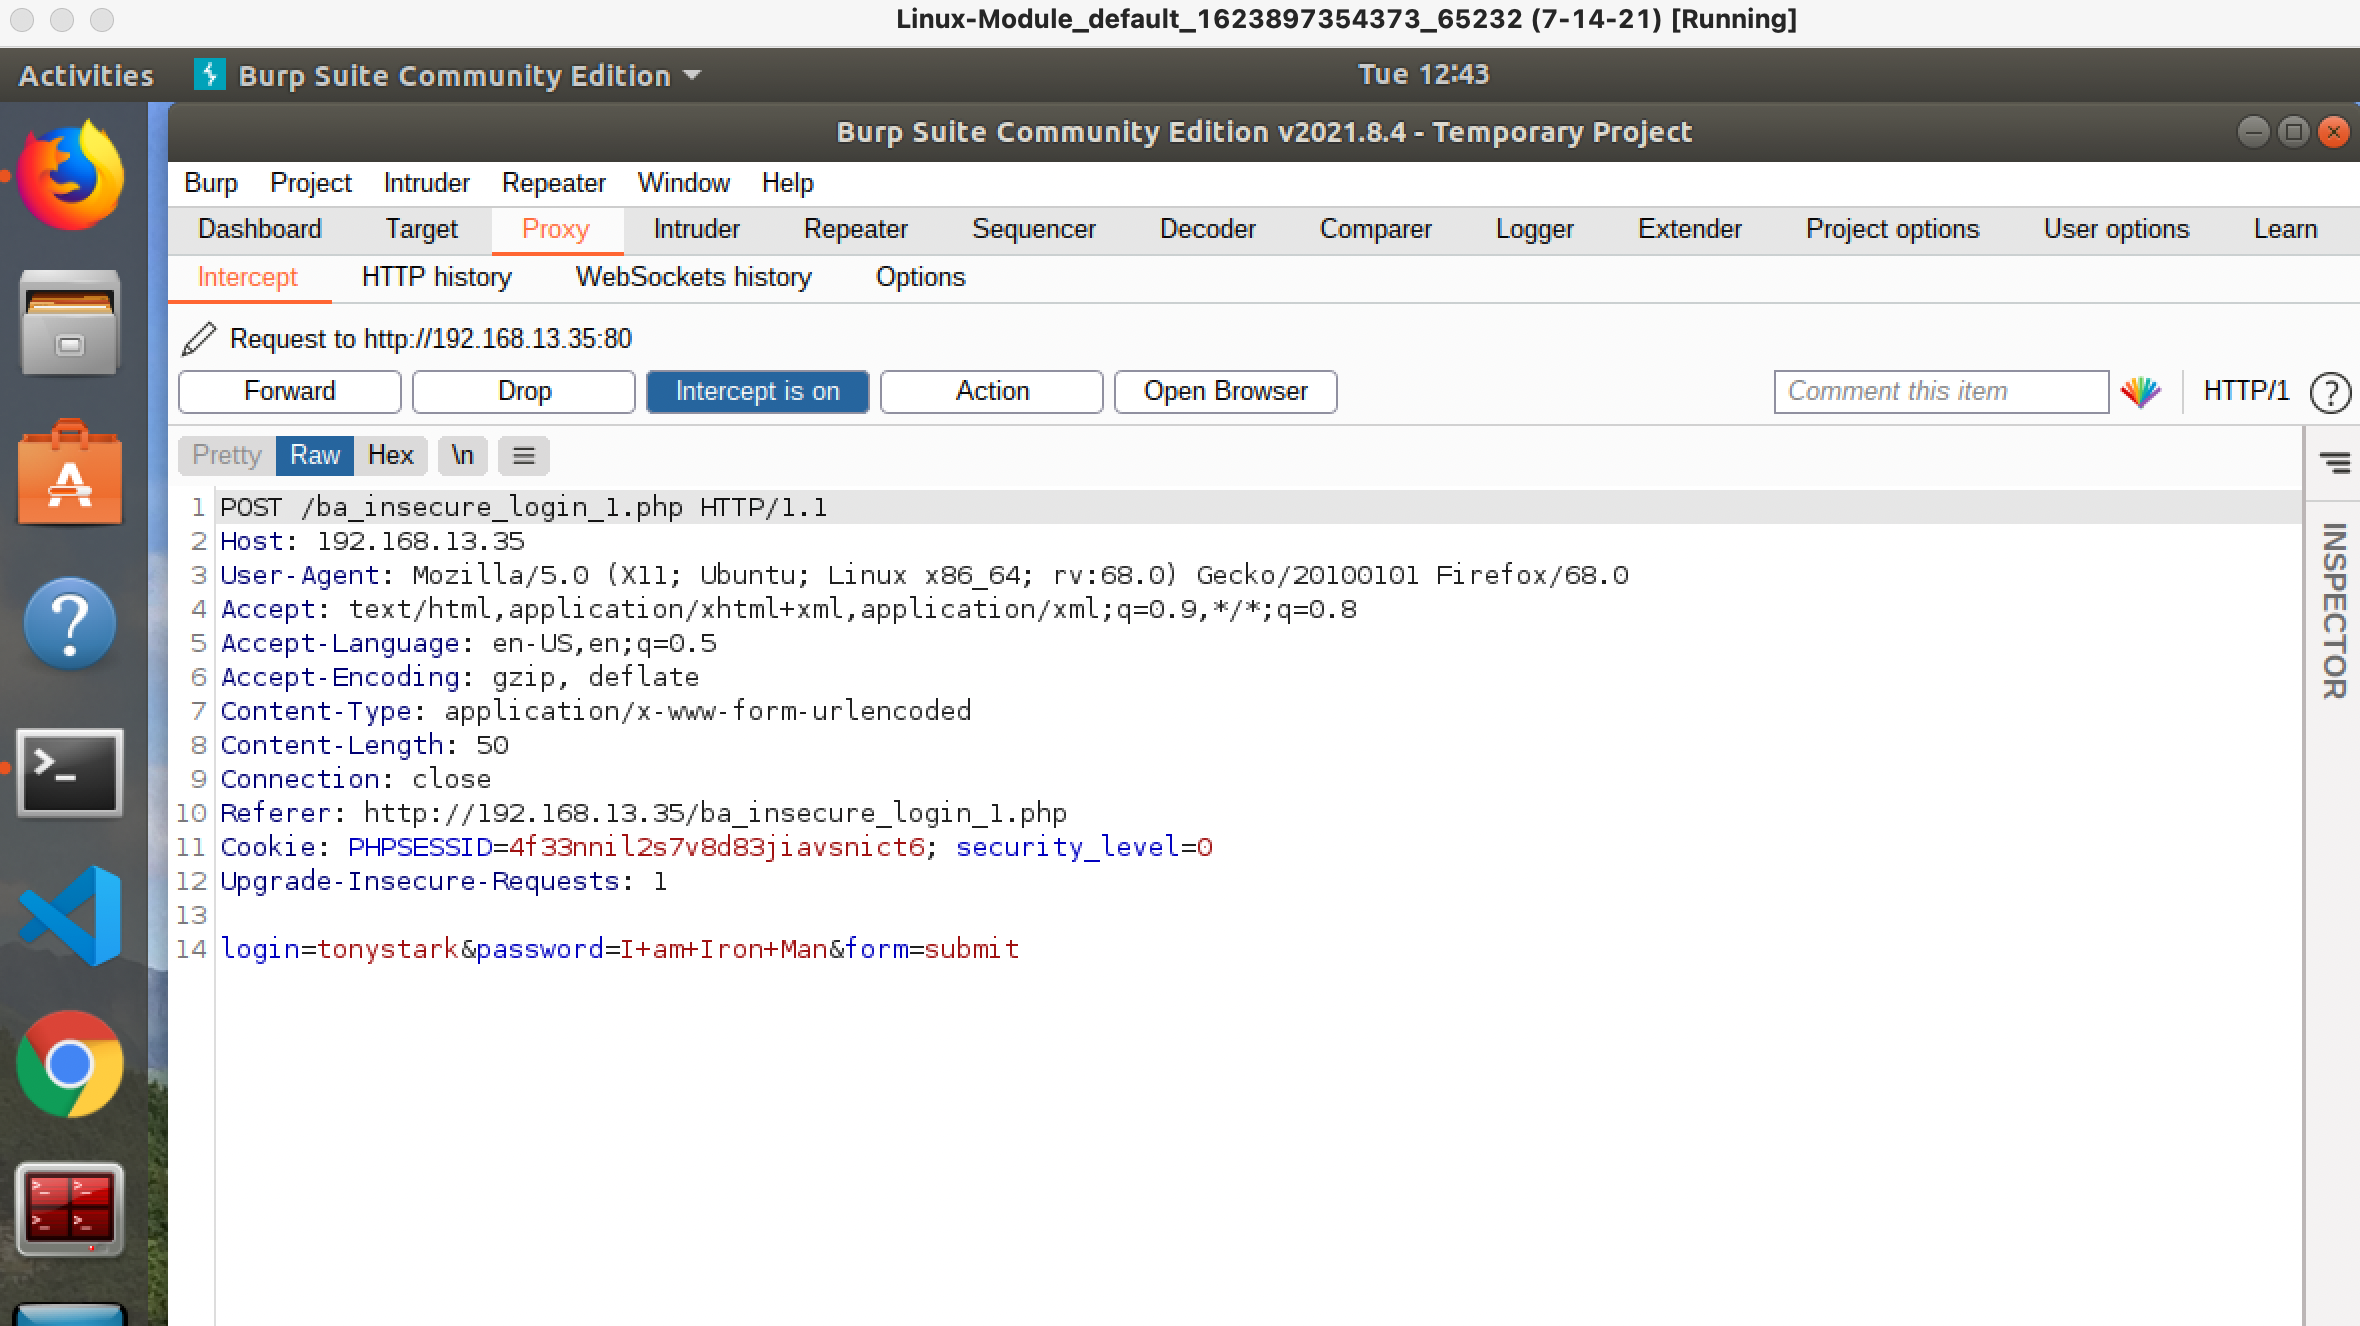 Linux-Module_default_1623897354373_65232 (7-14-21) [Running]
Activities Burp Suite Community Edition Tue 12:43
Burp Suite Community Edition v2021.8.4 - Temporary Project
Burp Project Intruder Repeater Window Help
Dashboard Target Proxy Intruder Repeater Sequencer Decoder Comparer Logger Extender Project options User options Learn
Intercept HTTP history WebSockets history Options
Request to http://192.168.13.35:80
Forward Drop Intercept is on Action Open Browser Comment this item HTTP/1 ?
Pretty Raw Hex \n
INSPECTOR
1 POST /ba_insecure_login_1.php HTTP/1.1
2 Host: 192.168.13.35
3 User-Agent: Mozilla/5.0 (X11; Ubuntu; Linux x86_64; rv:68.0) Gecko/20100101 Firefox/68.0
4 Accept: text/html,application/xhtml+xml,application/xml;q=0.9,*/*;q=0.8
5 Accept-Language: en-US,en;q=0.5
6 Accept-Encoding: gzip, deflate
7 Content-Type: application/x-www-form-urlencoded
8 Content-Length: 50
9 Connection: close
10 Referer: http://192.168.13.35/ba_insecure_login_1.php
11 Cookie: PHPSESSID=4f33nnil2s7v8d83jiavsnict6; security_level=0
12 Upgrade-Insecure-Requests: 1
13
14 login=tonystark&password=I+am+Iron+Man&form=submit